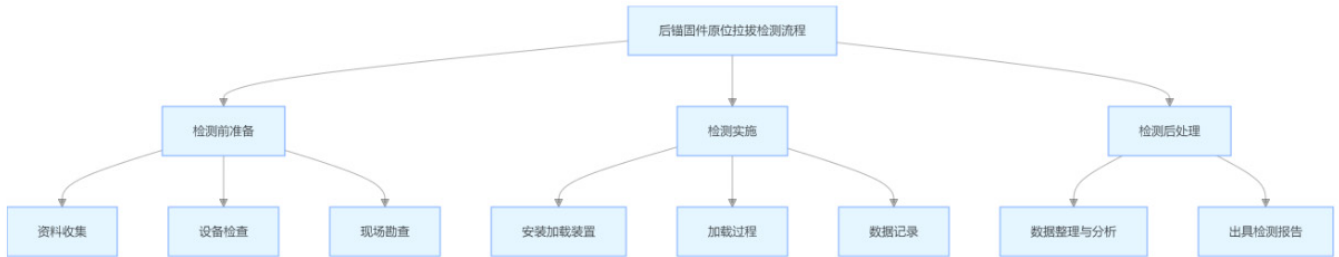 后锚固件原位拉拔检测流程
检测前准备
检测实施
检测后处理
资料收集
设备检查
现场勘查
安装加载装置
加载过程
数据记录
数据整理与分析
出具检测报告